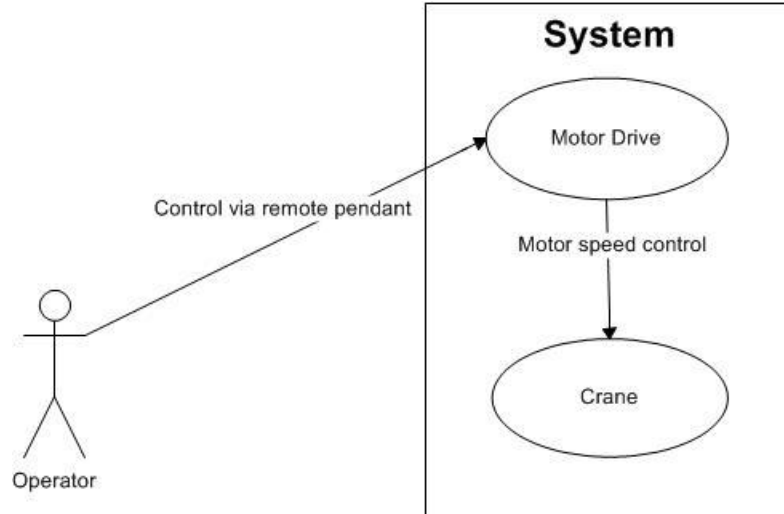 System
Motor Drive
Control via remote pendant
Motor speed control
Crane
Operator